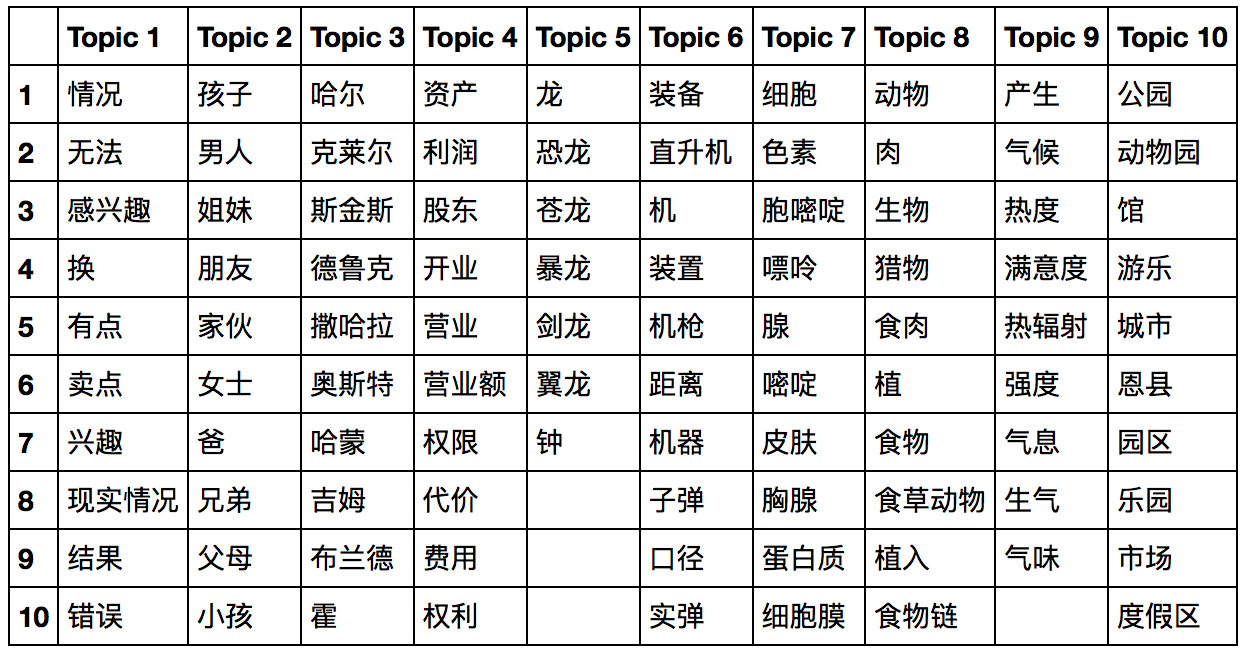 Topic 1 Topic 2 Topic 3 Topic 4 Topic 5 Topic 6 Topic 7 Topic 8 Topic 9 Topic 10
1 情况 孩子 哈尔 资产 龙 装备 细胞 动物 产生 公园
2 无法 男人 克莱尔 利润 恐龙 直升机 色素 肉 气候 动物园
3 感兴趣 姐妹 斯金斯 股东 苍龙 机 胞嘧啶 生物 热度 馆
4 换 朋友 德鲁克 开业 暴龙 装置 嘌呤 猎物 满意度 游乐
5 有点 家伙 撒哈拉 营业 剑龙 机枪 腺 食肉 热辐射 城市
6 卖点 女士 奥斯特 营业额 翼龙 距离 嘧啶 植 强度 恩县
7 兴趣 爸 哈蒙 权限 钟 机器 皮肤 食物 气息 园区
8 现实情况 兄弟 吉姆 代价 子弹 胸腺 食草动物 生气 乐园
9 结果 父母 布兰德 费用 口径 蛋白质 植入 气味 市场
10 错误 小孩 霍 权利 实弹 细胞膜 食物链 度假区